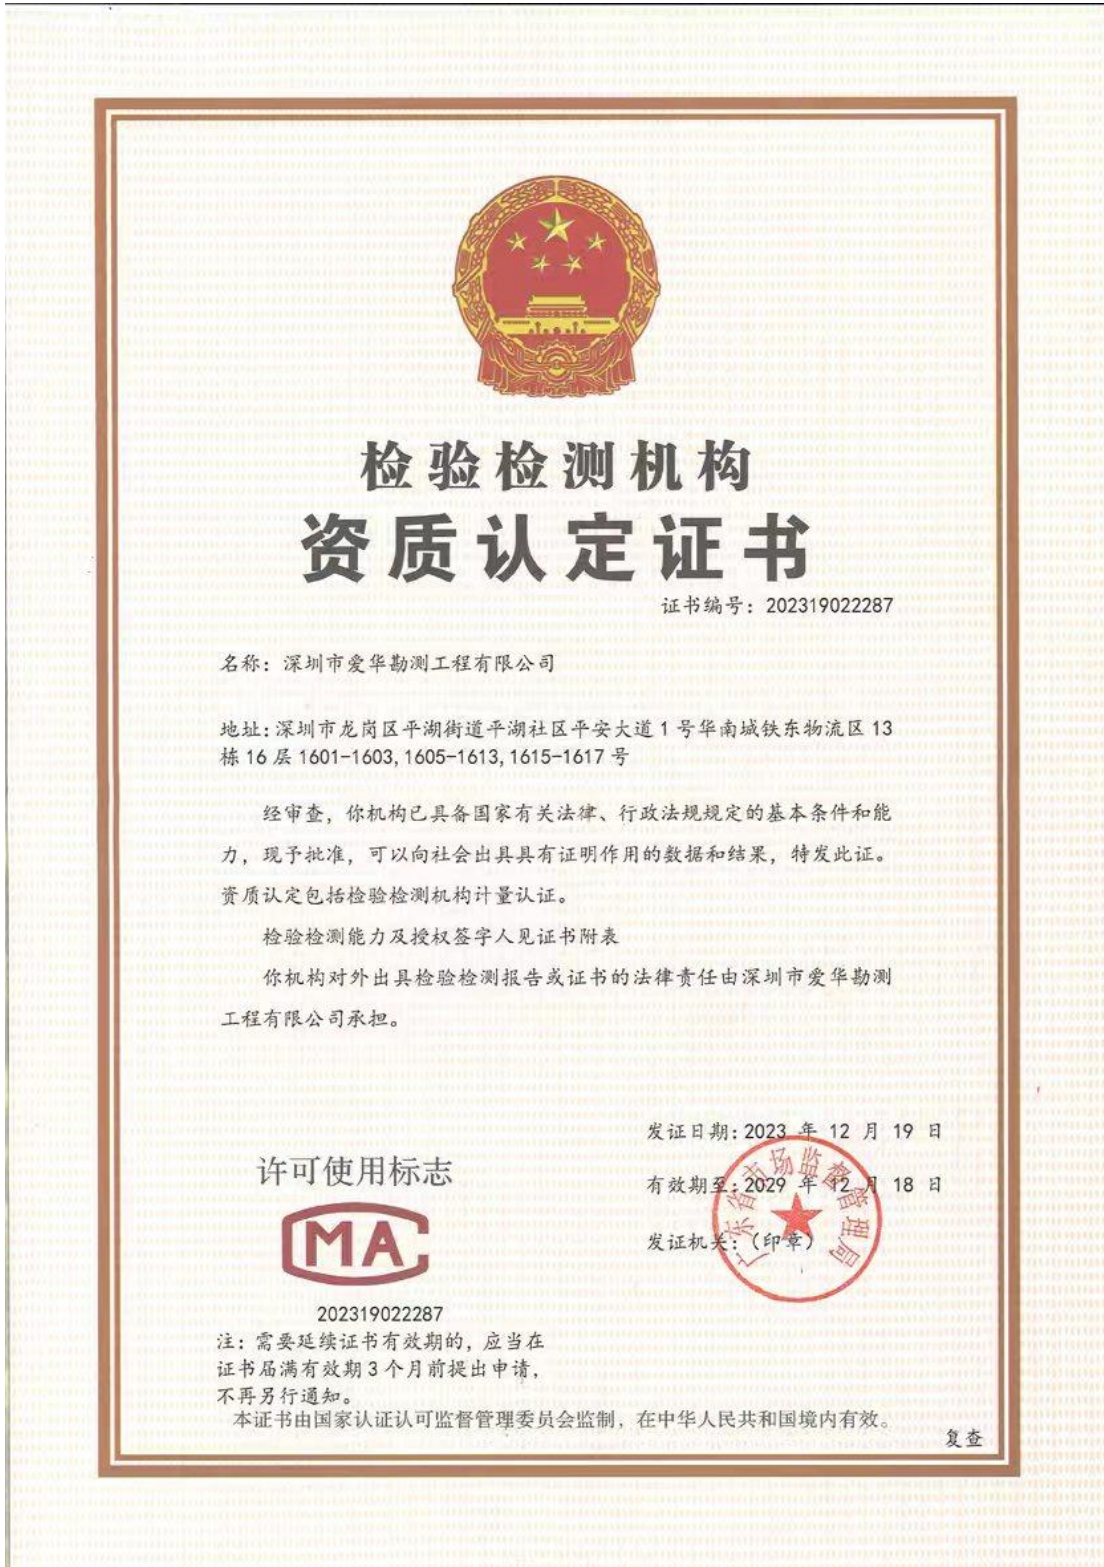 检验检测机构
资质认定证书
证书编号：202319022287
名称：深圳市爱华勘测工程有限公司
地址：深圳市龙岗区平湖街道平湖社区平安大道1号华南城铁东物流区13
栋16层1601-1603,1605-1613,1615-1617号
经审查，你机构已具备国家有关法律、行政法规规定的基本条件和能
力，现予批准，可以向社会出具具有证明作用的数据和结果，特发此证。
资质认定包括检验检测机构计量认证。
检验检测能力及授权签字人见证书附表
你机构对外出具检验检测报告或证书的法律责任由深圳市爱华勘测
工程有限公司承担。
发证日期：2023 年 12 月 19 日
有效期至：2029 年 12 月 18 日
发证机关：（印章）
广东省市场监督管理局
许可使用标志
MA
202319022287
注：需要延续证书有效期的，应当在
证书届满有效期3个月前提出申请，
不再另行通知。
本证书由国家认证认可监督管理委员会监制，在中华人民共和国境内有效。
复查